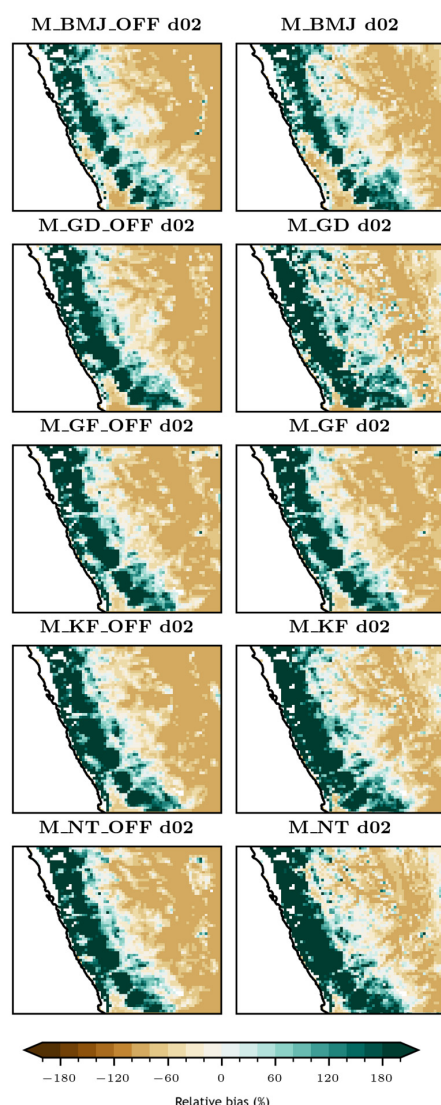 M_BMJ_OFF d02 M_BMJ d02
M_GD_OFF d02 M_GD d02
M_GF_OFF d02 M_GF d02
M_KF_OFF d02 M_KF d02
M_NT_OFF d02 M_NT d02
−180 −120 −60 0 60 120 180
Relative bias (%)